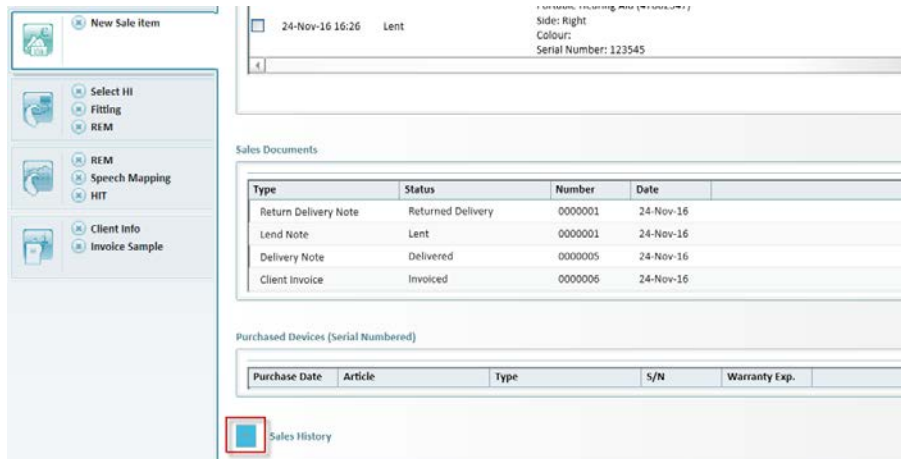 New Sale item
Select HI
Fitting
REM
REM
Speech Mapping
HIT
Client Info
Invoice Sample
24-Nov-16 16:26 Lent
Side: Right
Colour:
Serial Number: 123545
Sales Documents
Type Status Number Date
Return Delivery Note Returned Delivery 0000001 24-Nov-16
Lend Note Lent 0000001 24-Nov-16
Delivery Note Delivered 0000005 24-Nov-16
Client Invoice Invoiced 0000006 24-Nov-16
Purchased Devices (Serial Numbered)
Purchase Date Article Type S/N Warranty Exp.
Sales History